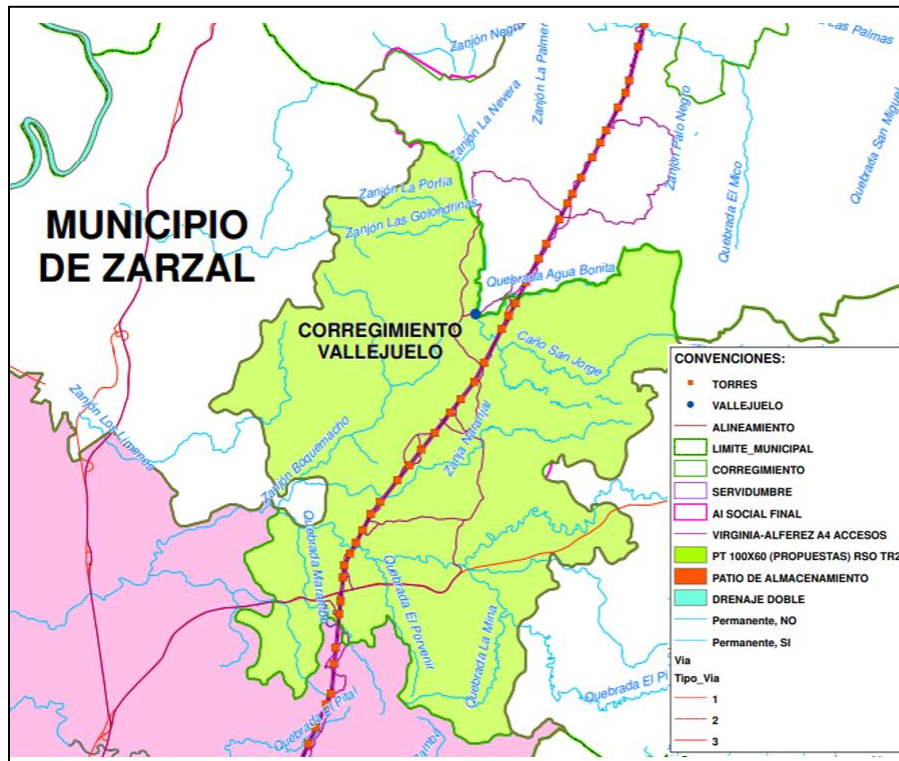 Zanjón Negro
Zanjón La Palmer
Las Palmas
Zanjón La Nevera
Zanjón Palo Negro
Quebrada El Mico
Quebrada San Miguel
Zanjón La Porfía
Zanjón Las Golondrinas
MUNICIPIO
DE ZARZAL
Quebrada Agua Bonita
CORREGIMIENTO
VALLEJUELO
Caño San Jorge
Zanjón Los Limones
Zanja Naranjal
Zanjón Boquemacho
Quebrada Maramba
Quebrada El Porvenir
Quebrada La Mina
Quebrada El Pi
Quebrada El Pital
CONVENCIONES:
TORRES
VALLEJUELO
ALINEAMIENTO
LIMITE_MUNICIPAL
CORREGIMIENTO
SERVIDUMBRE
AI SOCIAL FINAL
VIRGINIA-ALFEREZ A4 ACCESOS
PT 100X60 (PROPUESTAS) RSO TR2
PATIO DE ALMACENAMIENTO
DRENAJE DOBLE
Permanente, NO
Permanente, SI
Via
Tipo_Via
1
2
3